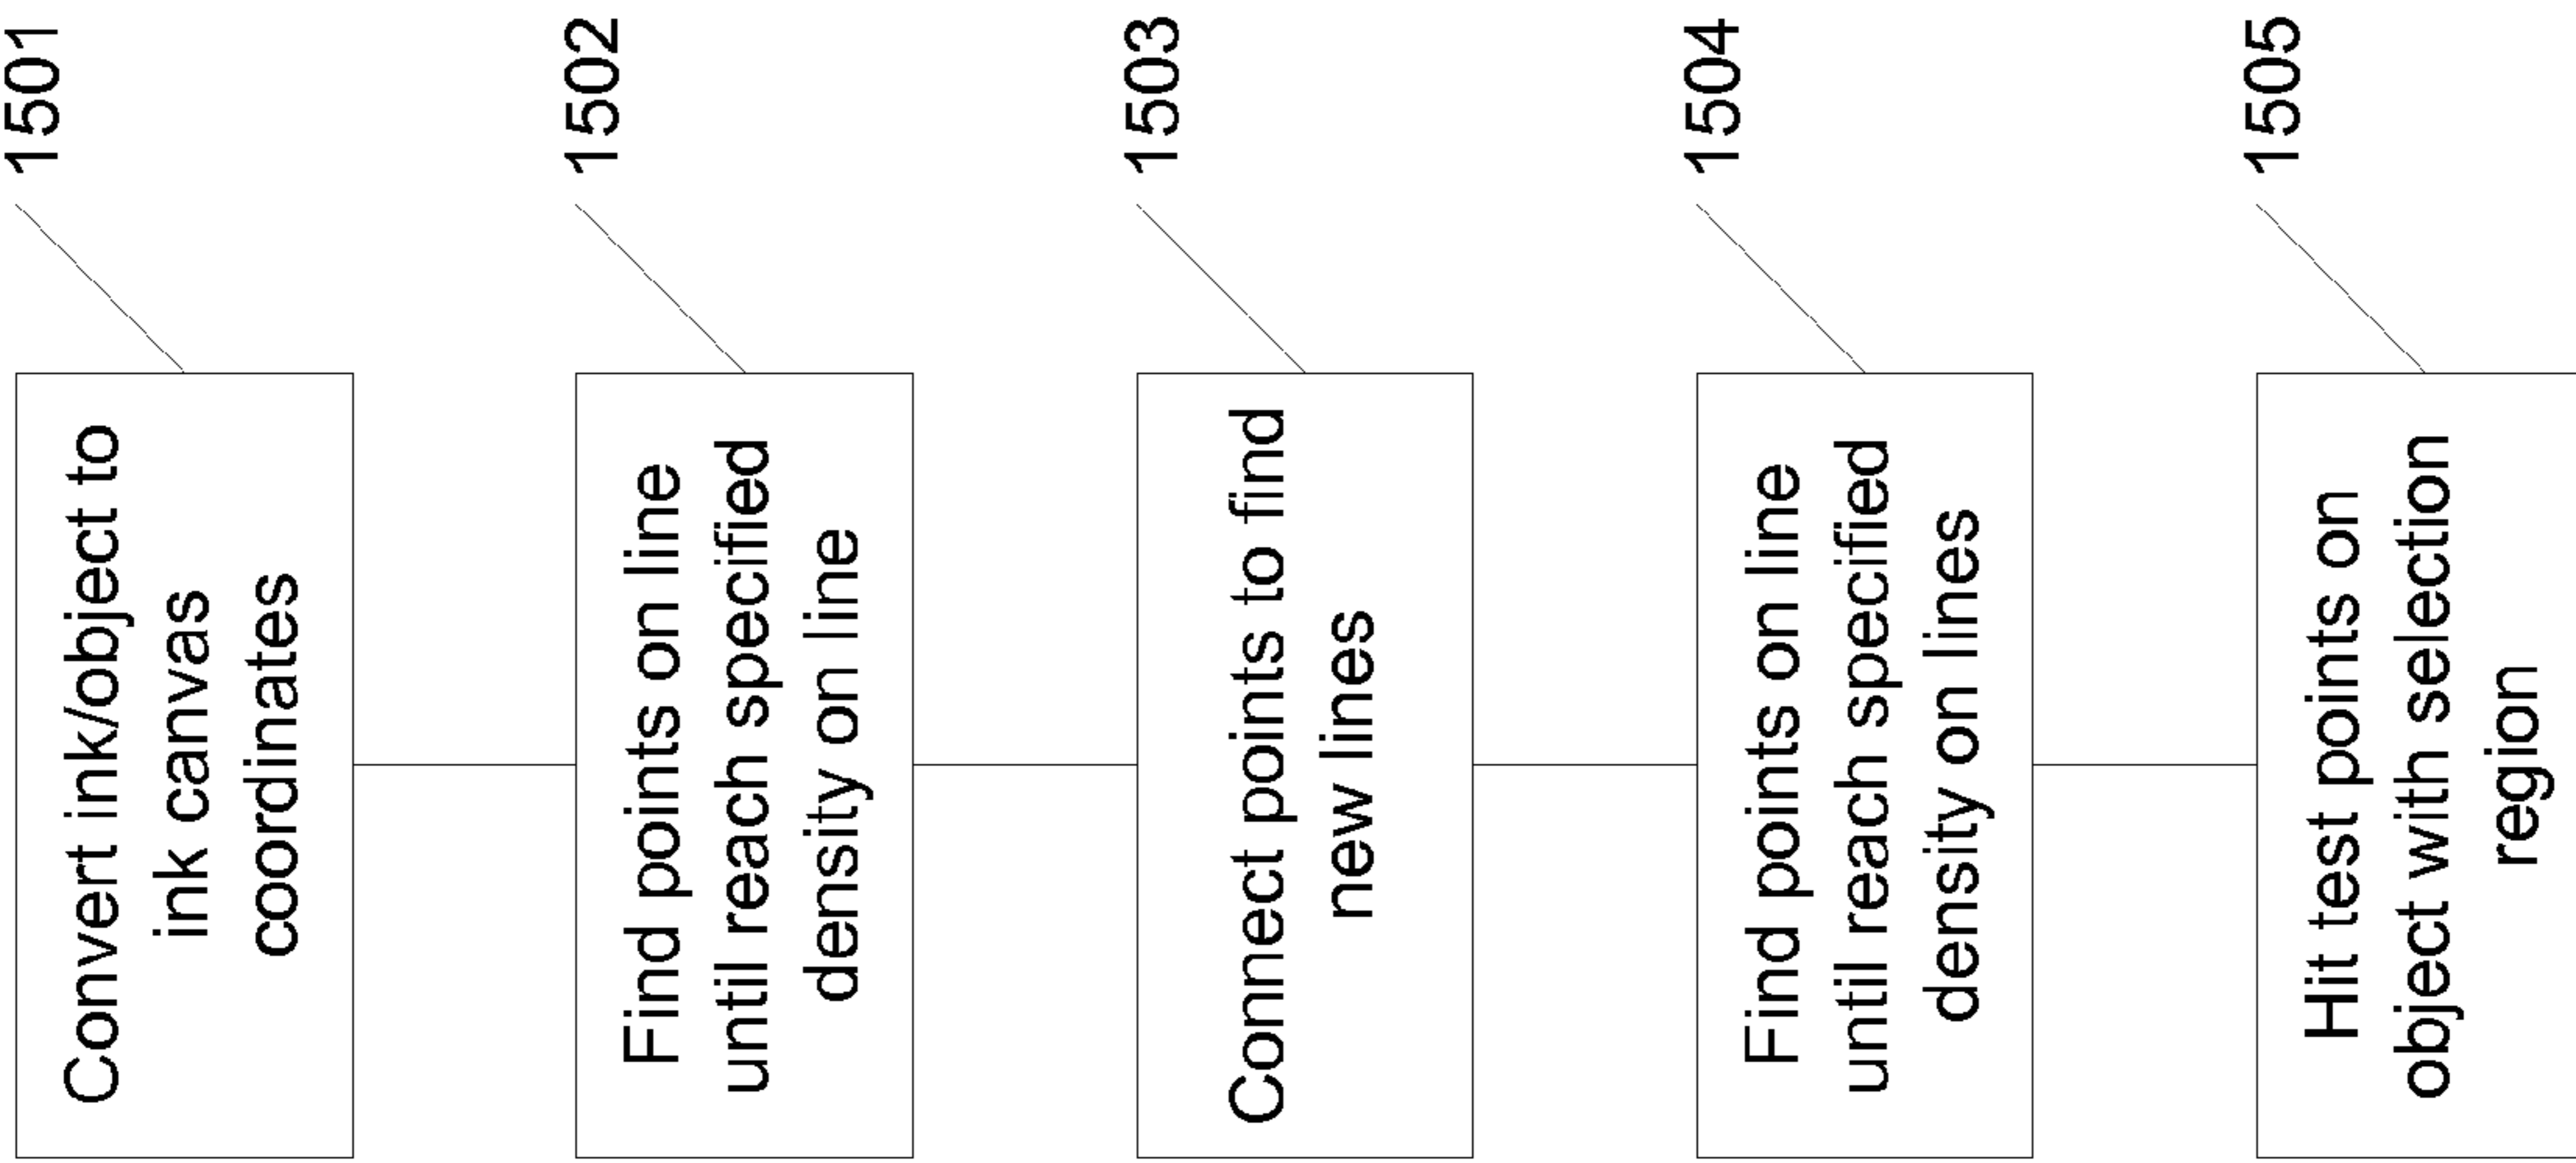 1501
Convert ink/object to
ink canvas
coordinates
1502
Find points on line
until reach specified
density on line
1503
Connect points to find
new lines
1504
Find points on line
until reach specified
density on lines
1505
Hit test points on
object with selection
region